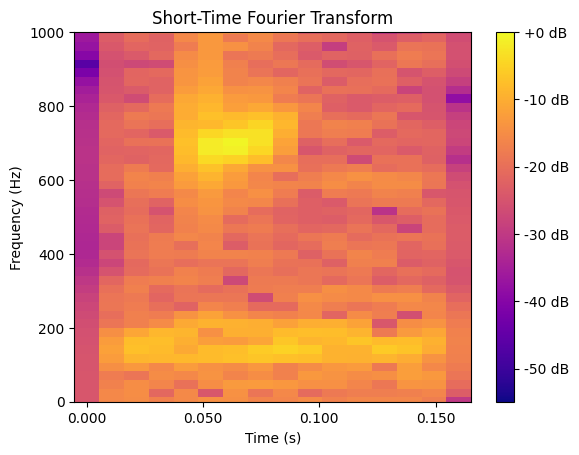 Short-Time Fourier Transform
1000
800
600
400
200
0
Frequency (Hz)
0.000
0.050
0.100
0.150
Time (s)
+0 dB
-10 dB
-20 dB
-30 dB
-40 dB
-50 dB